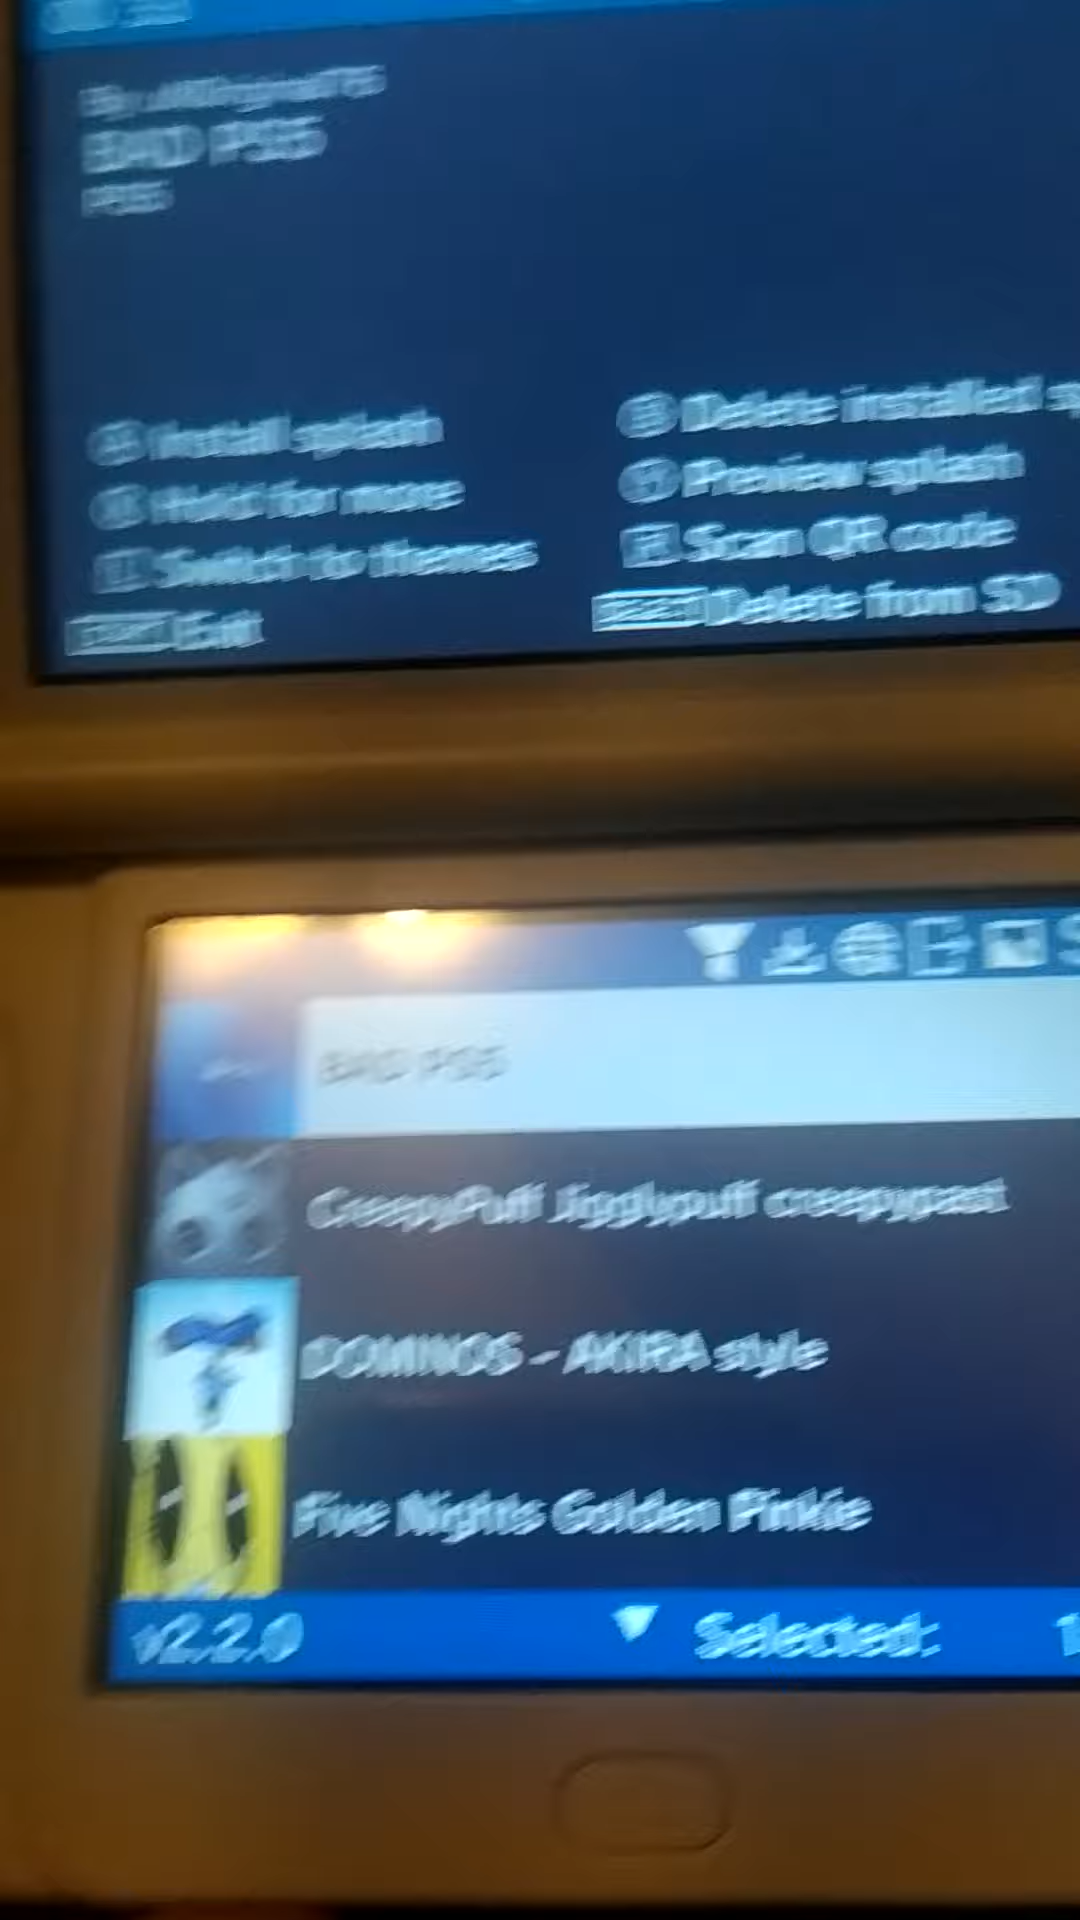 BAD PS5
PS5
Install splash
Delete installed
Hold for more
Preview splash
Switch to themes
Scan QR code
Exit
Delete from SD
BAD PS5
CreepyPuff Jigglypuff creepypast
DOMINOS - AKIRA style
Five Nights Golden Pinkie
v2.2.0
Selected: